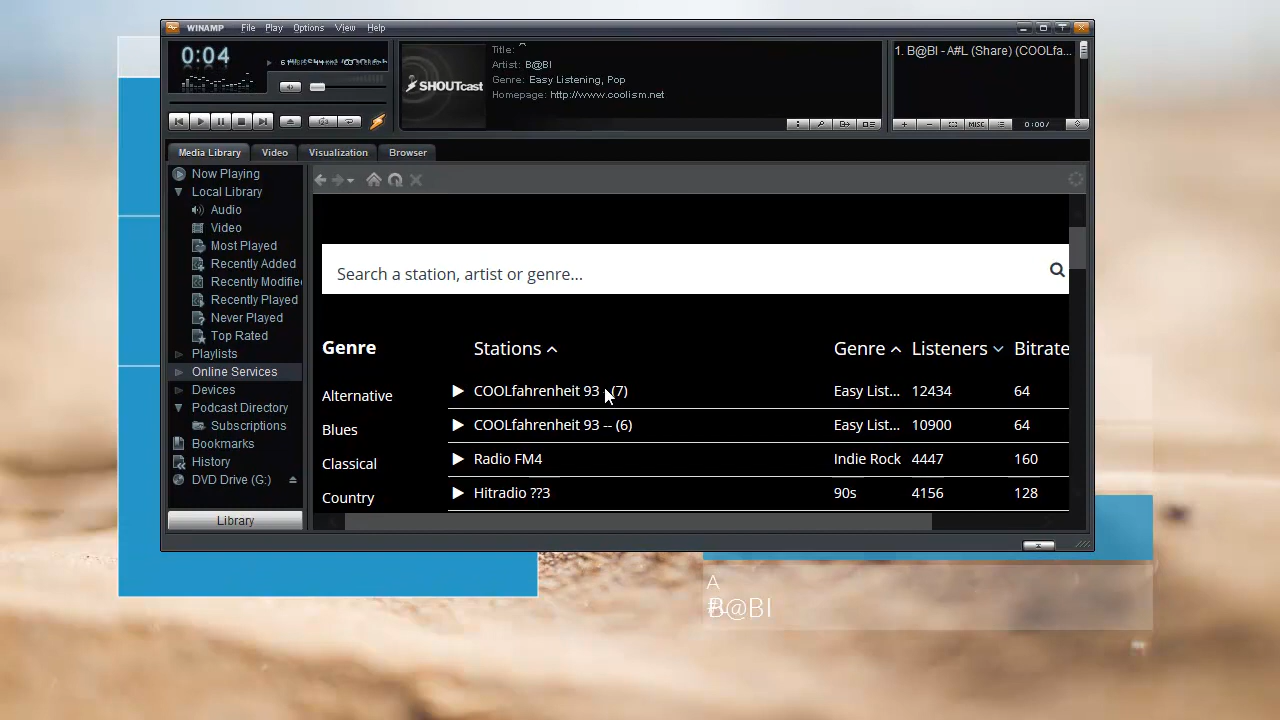 WINAMP File Play Options View Help
0:04
SHOUTcast
Title:
Artist: B@BI
Genre: Easy Listening, Pop
Homepage: http://www.coolism.net
1. B@BI - A#L (Share) (COOLfa...
MISC
0:00/
Media Library Video Visualization Browser
Now Playing
Local Library
Audio
Video
Most Played
Recently Added
Recently Modifie
Recently Played
Never Played
Top Rated
Playlists
Online Services
Devices
Podcast Directory
Subscriptions
Bookmarks
History
DVD Drive (G:)
Library
Search a station, artist or genre...
Genre
Alternative
Blues
Classical
Country
Stations Genre Listeners Bitrate
COOLfahrenheit 93 (7) Easy List... 12434 64
COOLfahrenheit 93 -- (6) Easy List... 10900 64
Radio FM4 Indie Rock 4447 160
Hitradio ??3 90s 4156 128
A
B@BI